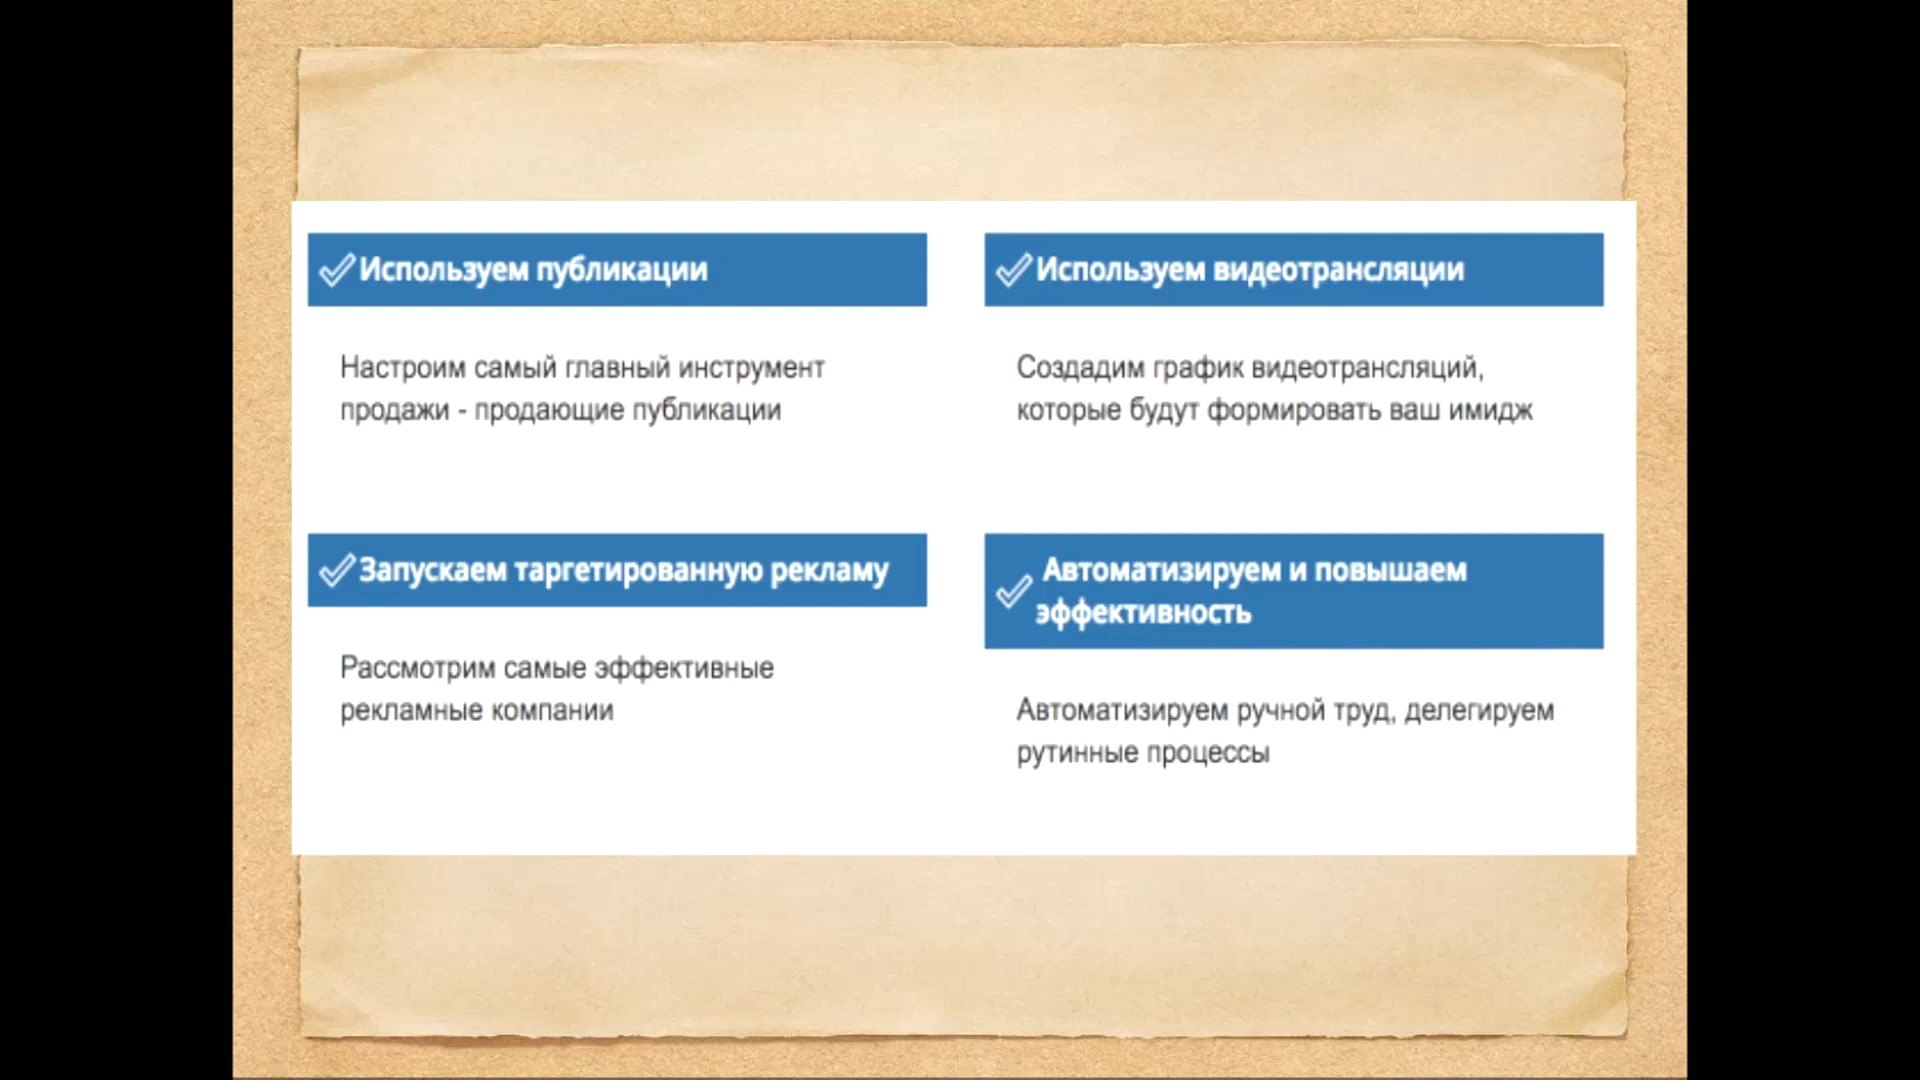 Используем публикации
Настроим самый главный инструмент
продажи - продающие публикации
Используем видеотрансляции
Создадим график видеотрансляций,
которые будут формировать ваш имидж
Запускаем таргетированную рекламу
Рассмотрим самые эффективные
рекламные компании
Автоматизируем и повышаем
эффективность
Автоматизируем ручной труд, делегируем
рутинные процессы